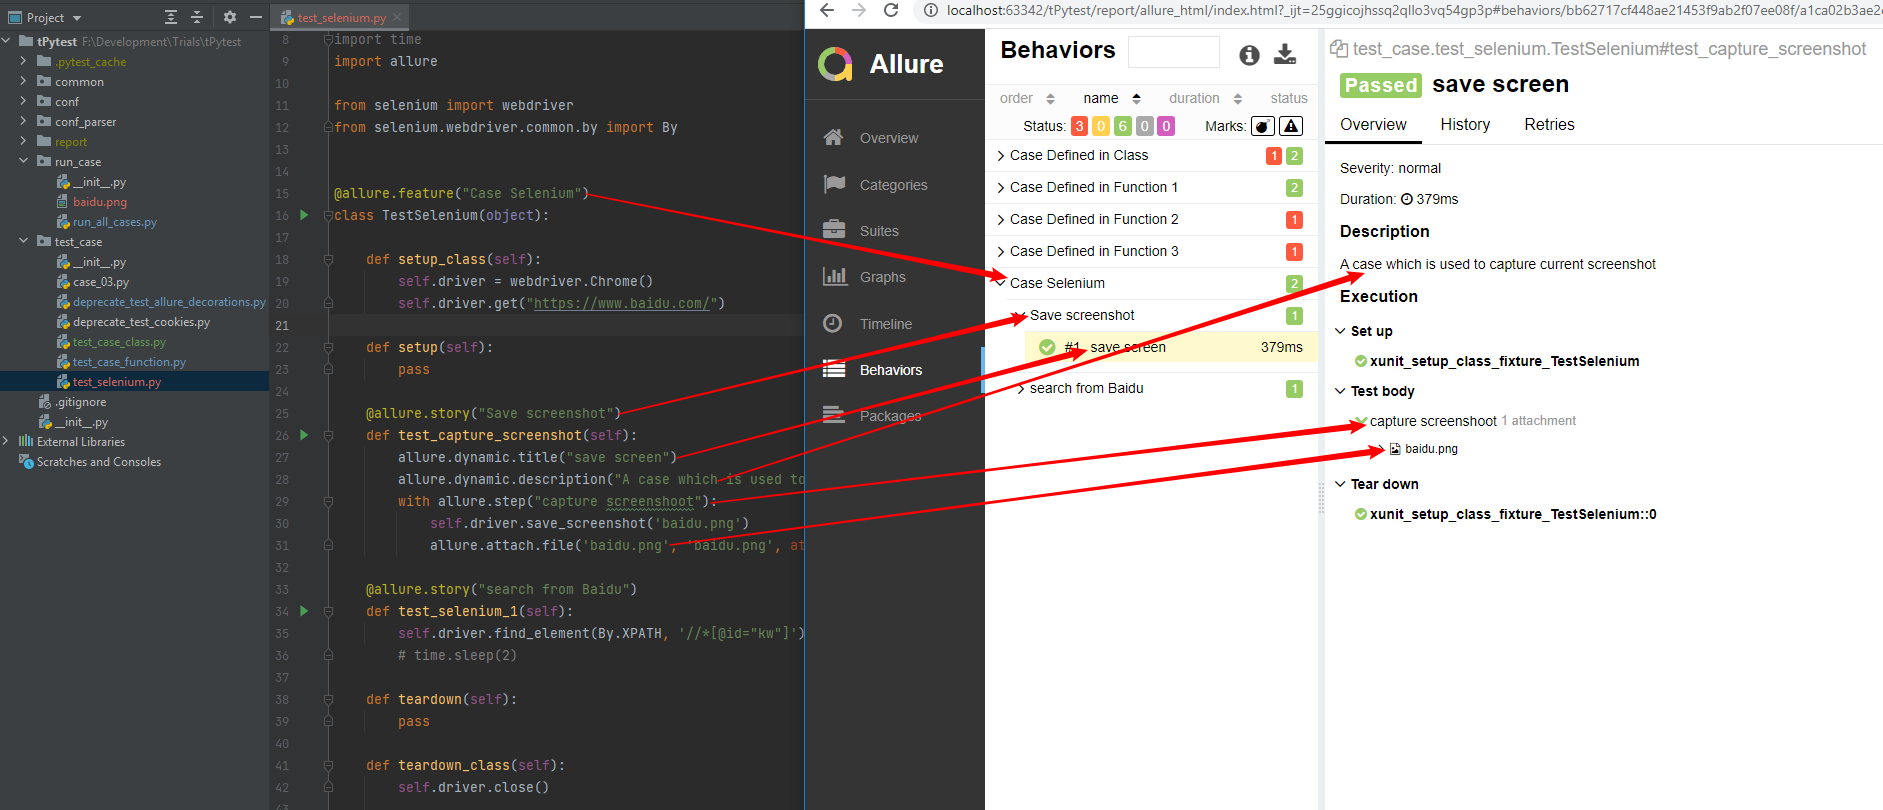 Project
tPytest F:\Development\Trials\tPytest
.pytest_cache
common
conf
conf_parser
report
run_case
__init__.py
baidu.png
run_all_cases.py
test_case
__init__.py
case_03.py
deprecate_test_allure_decorations.py
deprecate_test_cookies.py
test_case_class.py
test_case_function.py
test_selenium.py
.gitignore
__init__.py
External Libraries
Scratches and Consoles
test_selenium.py
8 import time
9 import allure
10
11 from selenium import webdriver
12 from selenium.webdriver.common.by import By
13
14
15 @allure.feature("Case Selenium")
16 class TestSelenium(object):
17
18 def setup_class(self):
19 self.driver = webdriver.Chrome()
20 self.driver.get("https://www.baidu.com/")
21
22 def setup(self):
23 pass
24
25 @allure.story("Save screenshot")
26 def test_capture_screenshot(self):
27 allure.dynamic.title("save screen")
28 allure.dynamic.description("A case which is used to
29 with allure.step("capture screenshoot"):
30 self.driver.save_screenshot('baidu.png')
31 allure.attach.file('baidu.png', 'baidu.png', at
32
33 @allure.story("search from Baidu")
34 def test_selenium_1(self):
35 self.driver.find_element(By.XPATH, '//*[@id="kw"]')
36 # time.sleep(2)
37
38 def teardown(self):
39 pass
40
41 def teardown_class(self):
42 self.driver.close()
43
localhost:63342/tPytest/report/allure_html/index.html?_ijt=25ggicojhssq2qllo3vq54gp3p#behaviors/bb62717cf448ae21453f9ab2f07ee08f/a1ca02b3ae2
Allure
Overview
Categories
Suites
Graphs
Timeline
Behaviors
Packages
Behaviors
order name duration status
Status: 3 0 6 0 0 Marks:
Case Defined in Class 1 2
Case Defined in Function 1 2
Case Defined in Function 2 1
Case Defined in Function 3 1
Case Selenium 2
Save screenshot 1
#1 save screen 379ms
search from Baidu 1
test_case.test_selenium.TestSelenium#test_capture_screenshot
Passed save screen
Overview History Retries
Severity: normal
Duration: 379ms
Description
A case which is used to capture current screenshot
Execution
Set up
xunit_setup_class_fixture_TestSelenium
Test body
capture screenshoot 1 attachment
baidu.png
Tear down
xunit_setup_class_fixture_TestSelenium::0